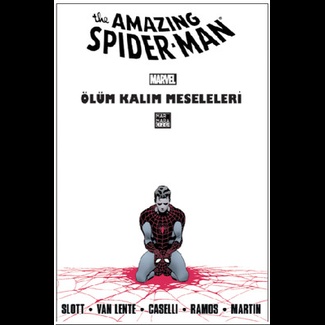 the AMAZING
SPIDER-MAN
MARVEL
ÖLÜM KALIM MESELELERİ
SLOTT • VAN LENTE • CASELLI • RAMOS • MARTIN